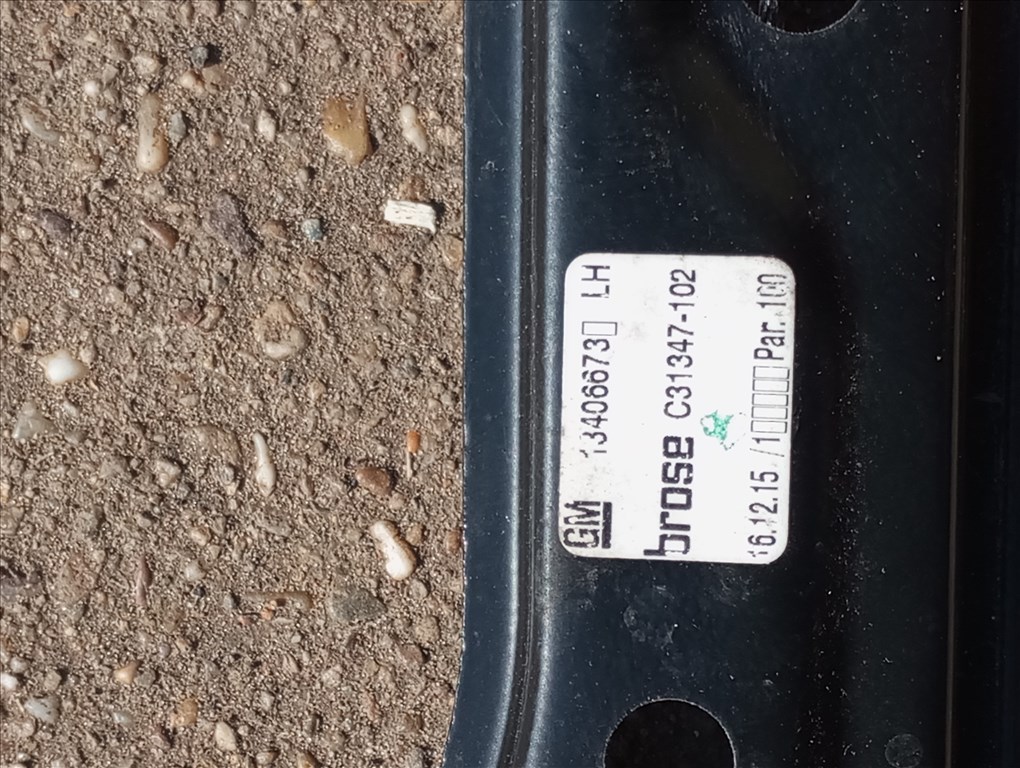 GM 13406673▯ LH
brose C31347-102
16.12.15 /1▯▯▯▯▯Par. 100